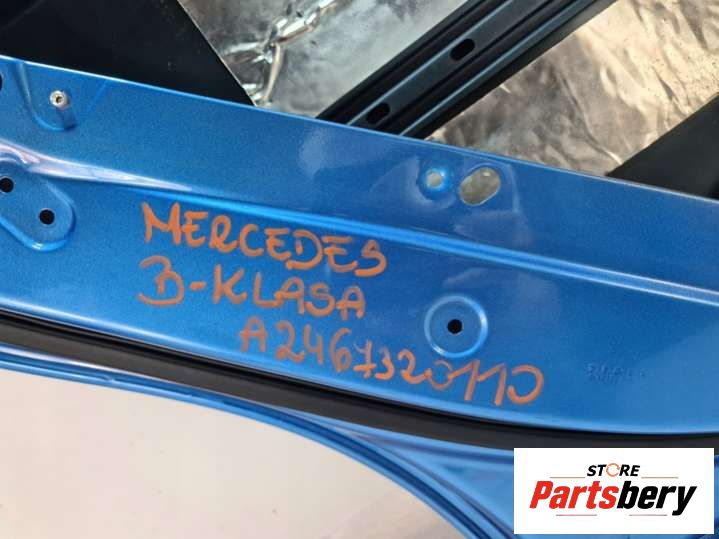 MERCEDES
B-KLASA
A2467320110
STORE
Partsbery